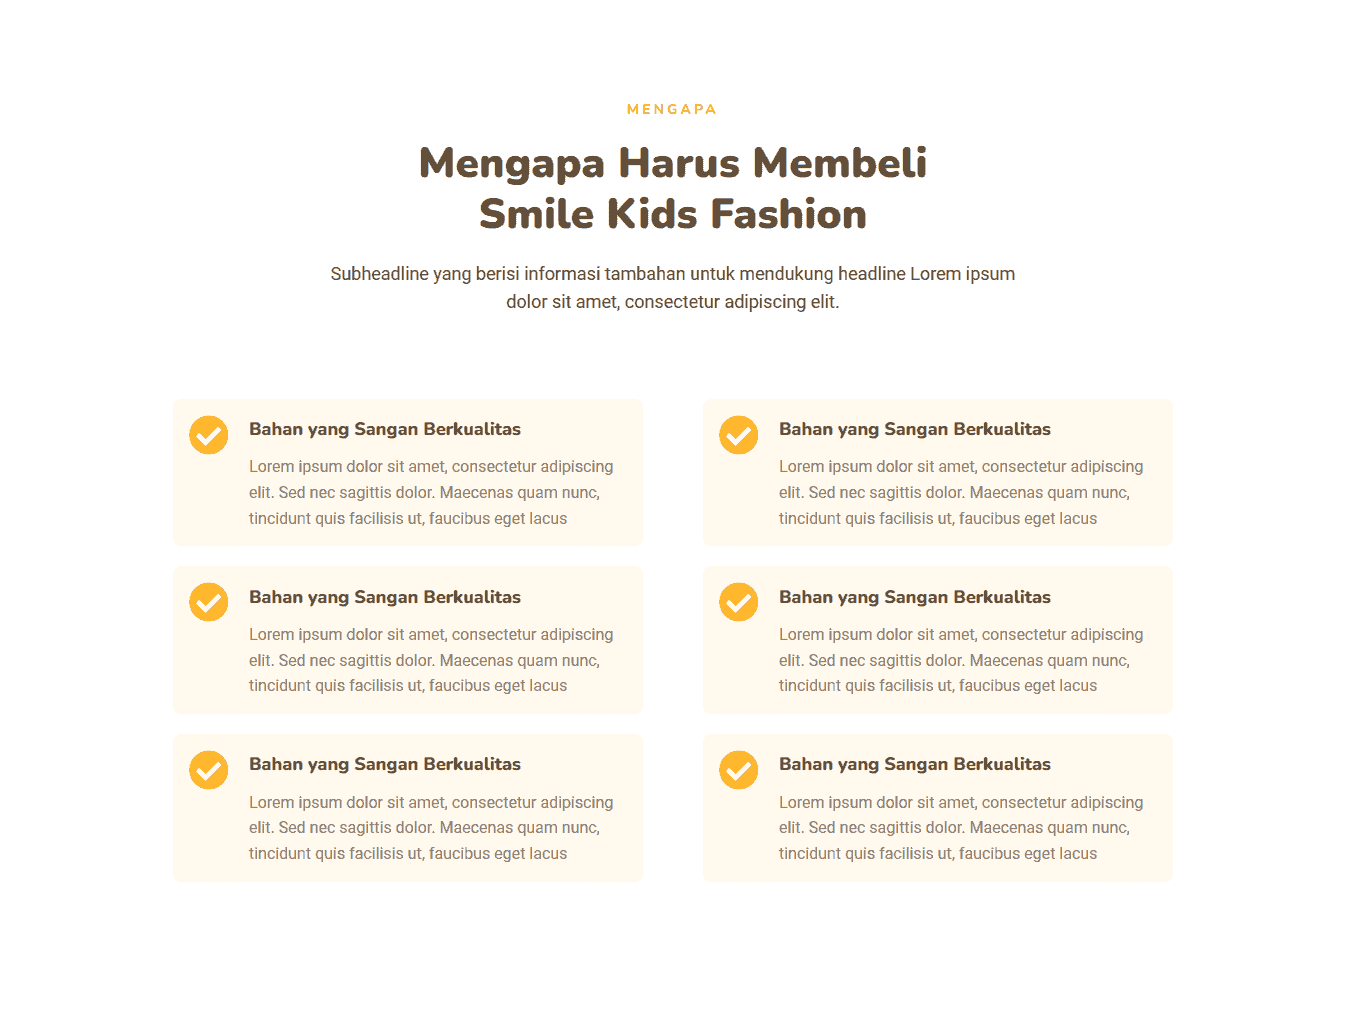 MENGAPA
Mengapa Harus Membeli
Smile Kids Fashion
Subheadline yang berisi informasi tambahan untuk mendukung headline Lorem ipsum
dolor sit amet, consectetur adipiscing elit.
Bahan yang Sangan Berkualitas
Lorem ipsum dolor sit amet, consectetur adipiscing
elit. Sed nec sagittis dolor. Maecenas quam nunc,
tincidunt quis facilisis ut, faucibus eget lacus
Bahan yang Sangan Berkualitas
Lorem ipsum dolor sit amet, consectetur adipiscing
elit. Sed nec sagittis dolor. Maecenas quam nunc,
tincidunt quis facilisis ut, faucibus eget lacus
Bahan yang Sangan Berkualitas
Lorem ipsum dolor sit amet, consectetur adipiscing
elit. Sed nec sagittis dolor. Maecenas quam nunc,
tincidunt quis facilisis ut, faucibus eget lacus
Bahan yang Sangan Berkualitas
Lorem ipsum dolor sit amet, consectetur adipiscing
elit. Sed nec sagittis dolor. Maecenas quam nunc,
tincidunt quis facilisis ut, faucibus eget lacus
Bahan yang Sangan Berkualitas
Lorem ipsum dolor sit amet, consectetur adipiscing
elit. Sed nec sagittis dolor. Maecenas quam nunc,
tincidunt quis facilisis ut, faucibus eget lacus
Bahan yang Sangan Berkualitas
Lorem ipsum dolor sit amet, consectetur adipiscing
elit. Sed nec sagittis dolor. Maecenas quam nunc,
tincidunt quis facilisis ut, faucibus eget lacus